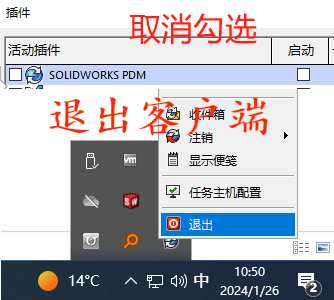 插件
取消勾选
活动插件
启动
SOLIDWORKS PDM
退出客户端
收件箱
注销
显示便笺
任务主机配置
退出
14°C
中
10:50
2024/1/26
2